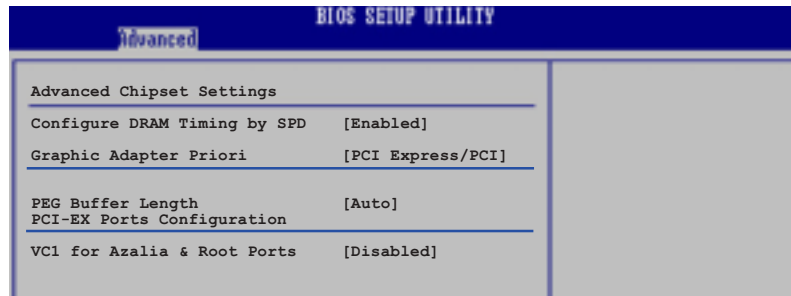 BIOS SETUP UTILITY
Advanced
Advanced Chipset Settings
Configure DRAM Timing by SPD [Enabled]
Graphic Adapter Priori [PCI Express/PCI]
PEG Buffer Length [Auto]
PCI-EX Ports Configuration
VC1 for Azalia & Root Ports [Disabled]